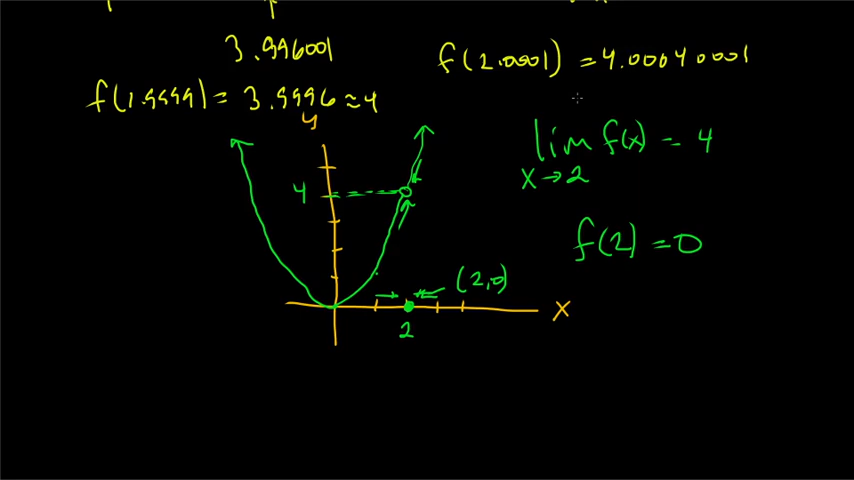 3.996001
f(2.0001) = 4.00040001
f(1.9999) = 3.9996 ≈ 4
y
lim f(x) = 4
x → 2
4
f(2) = 0
(2,0)
x
2